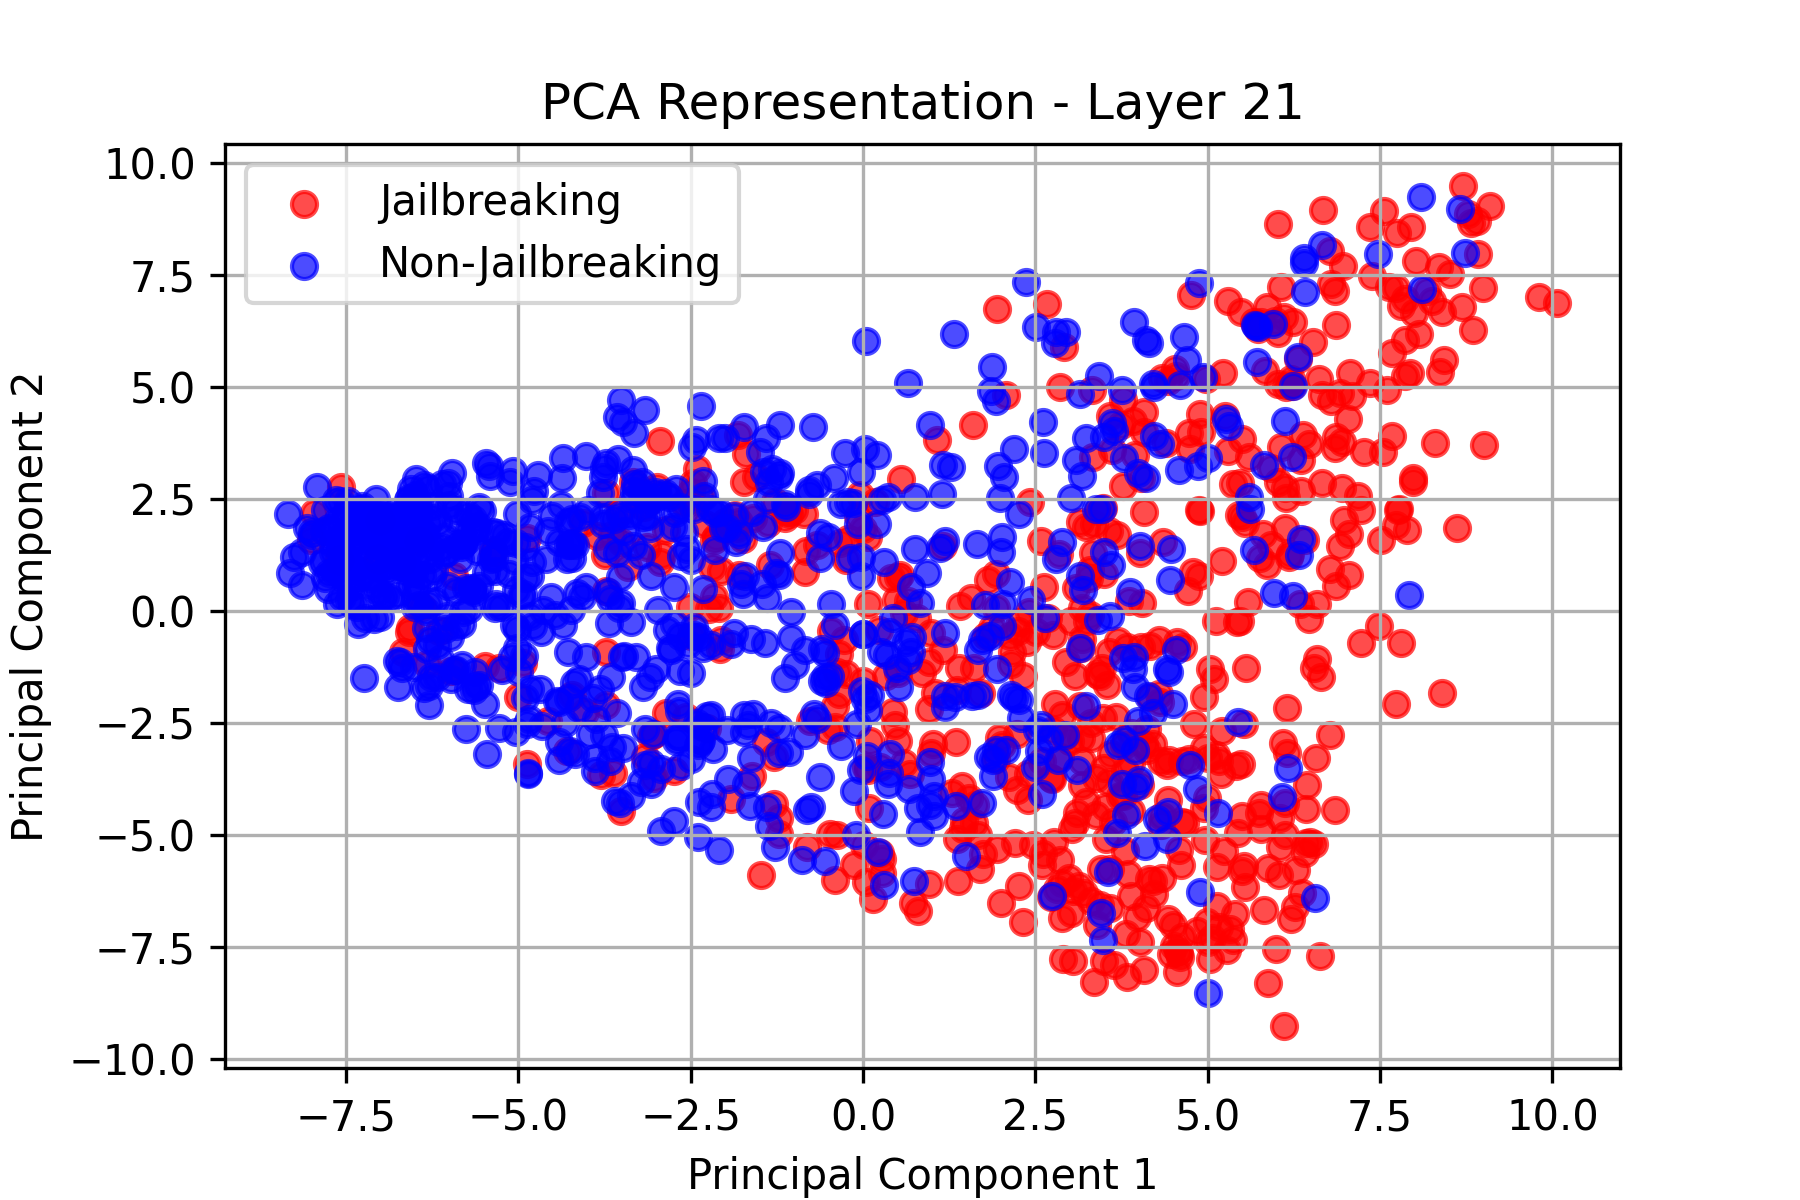 PCA Representation - Layer 21
Jailbreaking
Non-Jailbreaking
10.0
7.5
5.0
2.5
0.0
−2.5
−5.0
−7.5
−10.0
Principal Component 2
−7.5 −5.0 −2.5 0.0 2.5 5.0 7.5 10.0
Principal Component 1